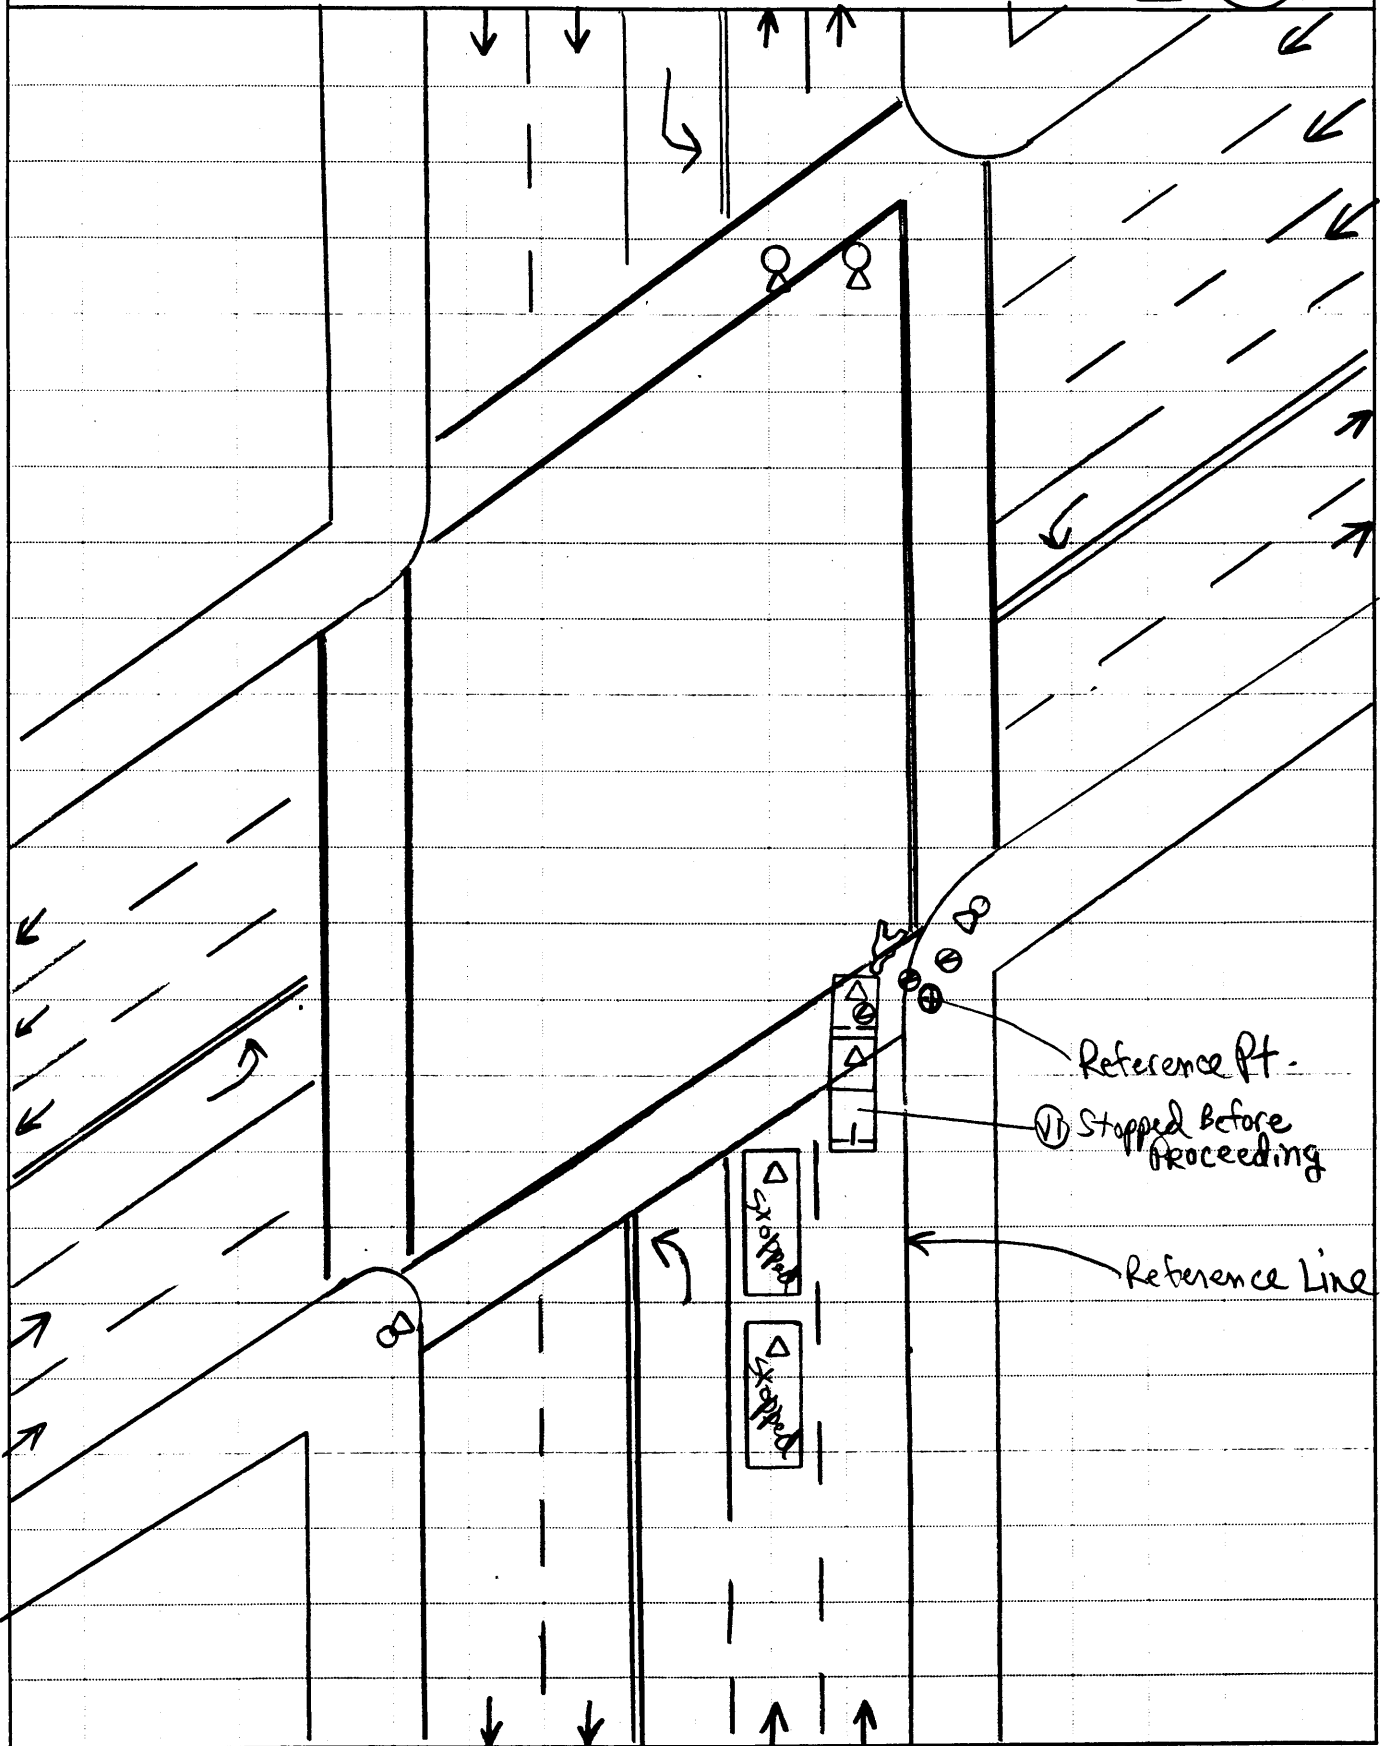 Reference Pt.
V1 Stopped Before
Proceeding
Stopped
Reference Line
Stopped